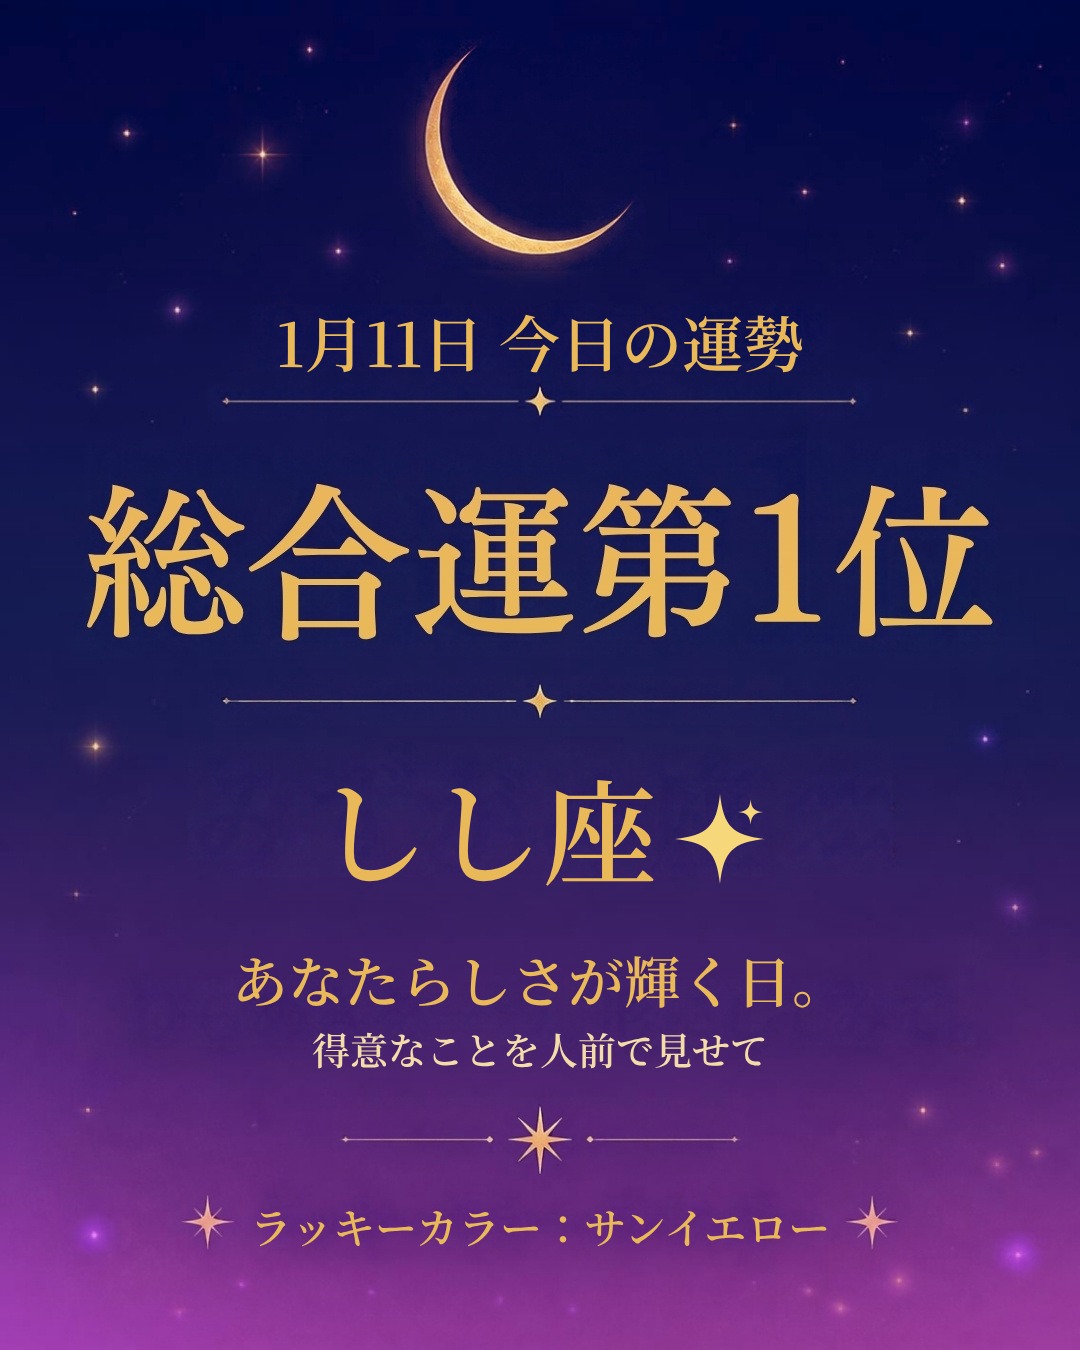 1月11日 今日の運勢
総合運第1位
しし座
あなたらしさが輝く日。
得意なことを人前で見せて
ラッキーカラー：サンイエロー